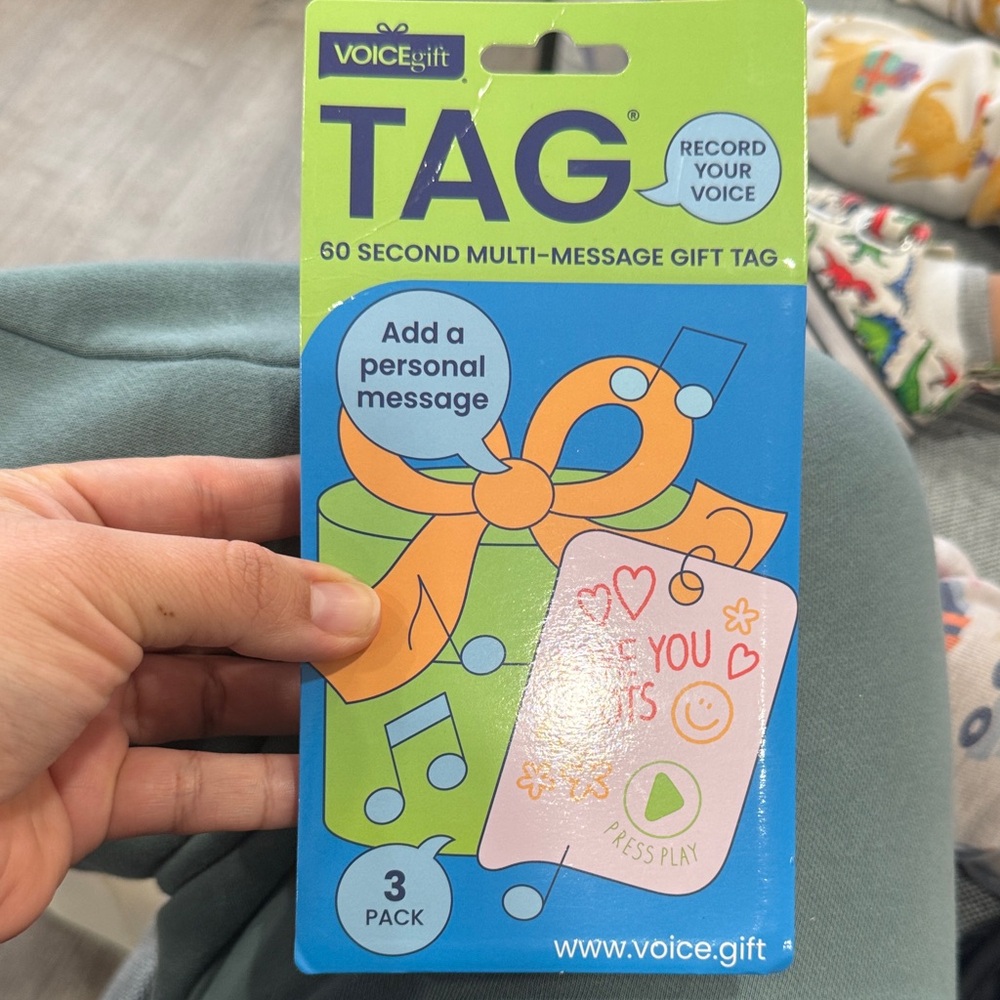 VOICEgift
TAG®
RECORD
YOUR
VOICE
60 SECOND MULTI-MESSAGE GIFT TAG
Add a
personal
message
YOU
PRESS PLAY
3
PACK
www.voice.gift